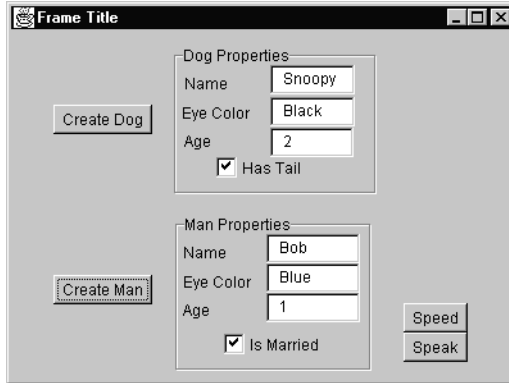 Frame Title
Dog Properties
Name Snoopy
Create Dog
Eye Color Black
Age 2
Has Tail
Man Properties
Name Bob
Create Man
Eye Color Blue
Age 1
Is Married
Speed
Speak